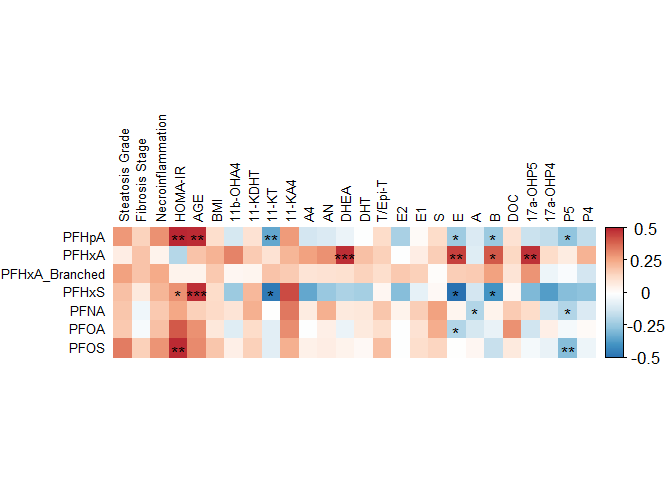 Steatosis Grade
Fibrosis Stage
Necroinflammation
HOMA-IR
AGE
BMI
11b-OHA4
11-KDHT
11-KT
11-KA4
A4
AN
DHEA
DHT
T/Epi-T
E2
E1
S
E
A
B
DOC
17a-OHP5
17a-OHP4
P5
P4
PFHpA ** ** ** * * *
PFHxA *** ** * **
PFHxA_Branched
PFHxS * *** * * *
PFNA * *
PFOA *
PFOS ** **
0.5
0.25
0
-0.25
-0.5